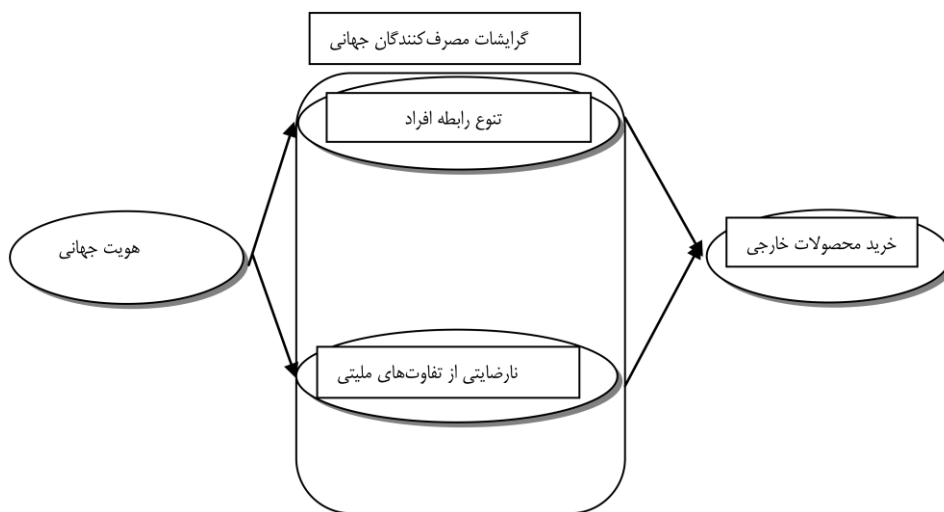 گرایشات مصرف‌کنندگان جهانی
تنوع رابطه افراد
هویت جهانی
خرید محصولات خارجی
نارضایتی از تفاوت‌های ملیتی